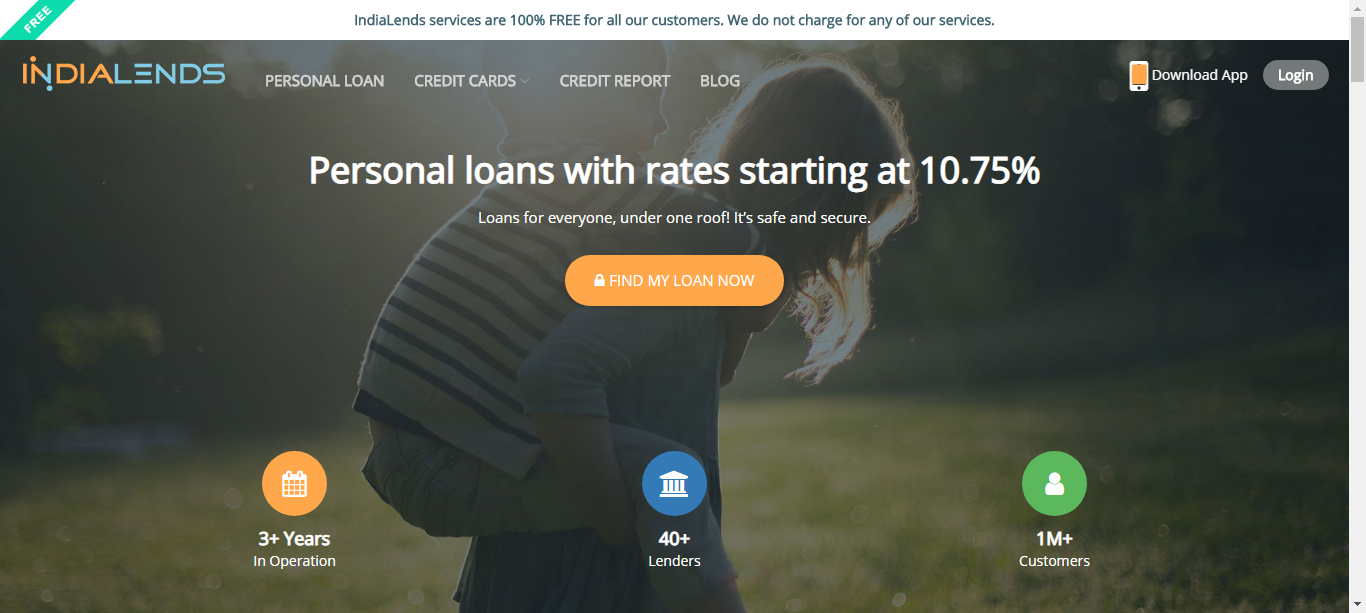 FREE
IndiaLends services are 100% FREE for all our customers. We do not charge for any of our services.
INDIALENDS PERSONAL LOAN CREDIT CARDS CREDIT REPORT BLOG Download App Login
Personal loans with rates starting at 10.75%
Loans for everyone, under one roof! It’s safe and secure.
FIND MY LOAN NOW
3+ Years 40+ 1M+
In Operation Lenders Customers